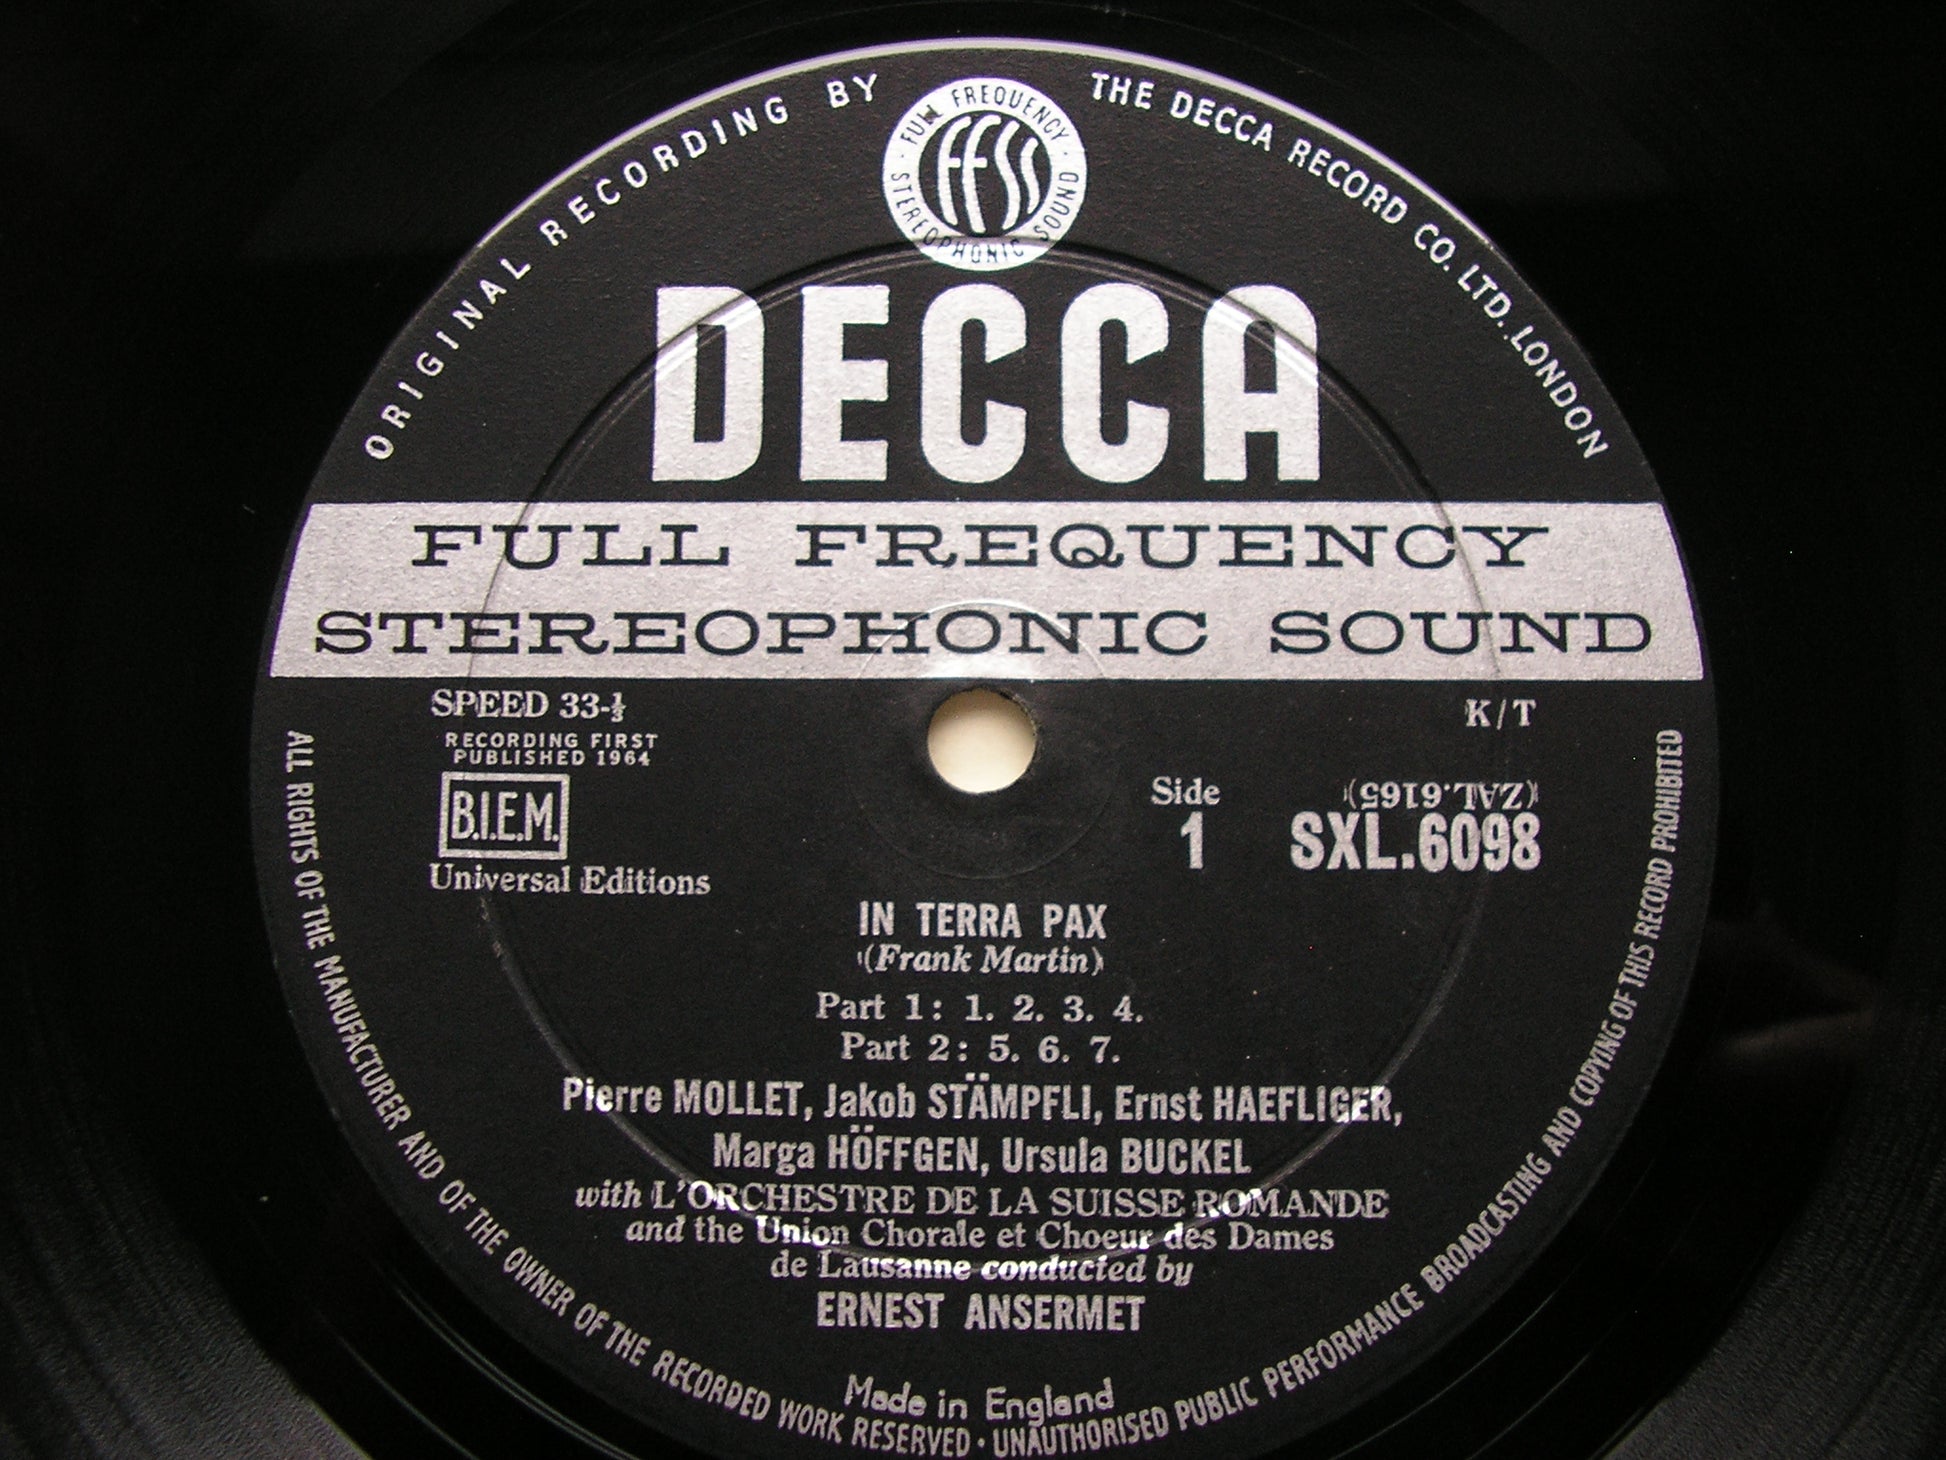 ORIGINAL RECORDING BY THE DECCA RECORD CO. LTD., LONDON
FULL FREQUENCY STEREOPHONIC SOUND
FFSS
DECCA
FULL FREQUENCY
STEREOPHONIC SOUND
SPEED 33-⅓
K/T
RECORDING FIRST
PUBLISHED 1964
B.I.E.M.
Universal Editions
Side
1
(ZAL.6165)
SXL.6098
IN TERRA PAX
(Frank Martin)
Part 1: 1. 2. 3. 4.
Part 2: 5. 6. 7.
Pierre MOLLET, Jakob STÄMPFLI, Ernst HAEFLIGER,
Marga HÖFFGEN, Ursula BUCKEL
with L'ORCHESTRE DE LA SUISSE ROMANDE
and the Union Chorale et Choeur des Dames
de Lausanne conducted by
ERNEST ANSERMET
Made in England
ALL RIGHTS OF THE MANUFACTURER AND OF THE OWNER OF THE RECORDED WORK RESERVED · UNAUTHORISED PUBLIC PERFORMANCE BROADCASTING AND COPYING OF THIS RECORD PROHIBITED